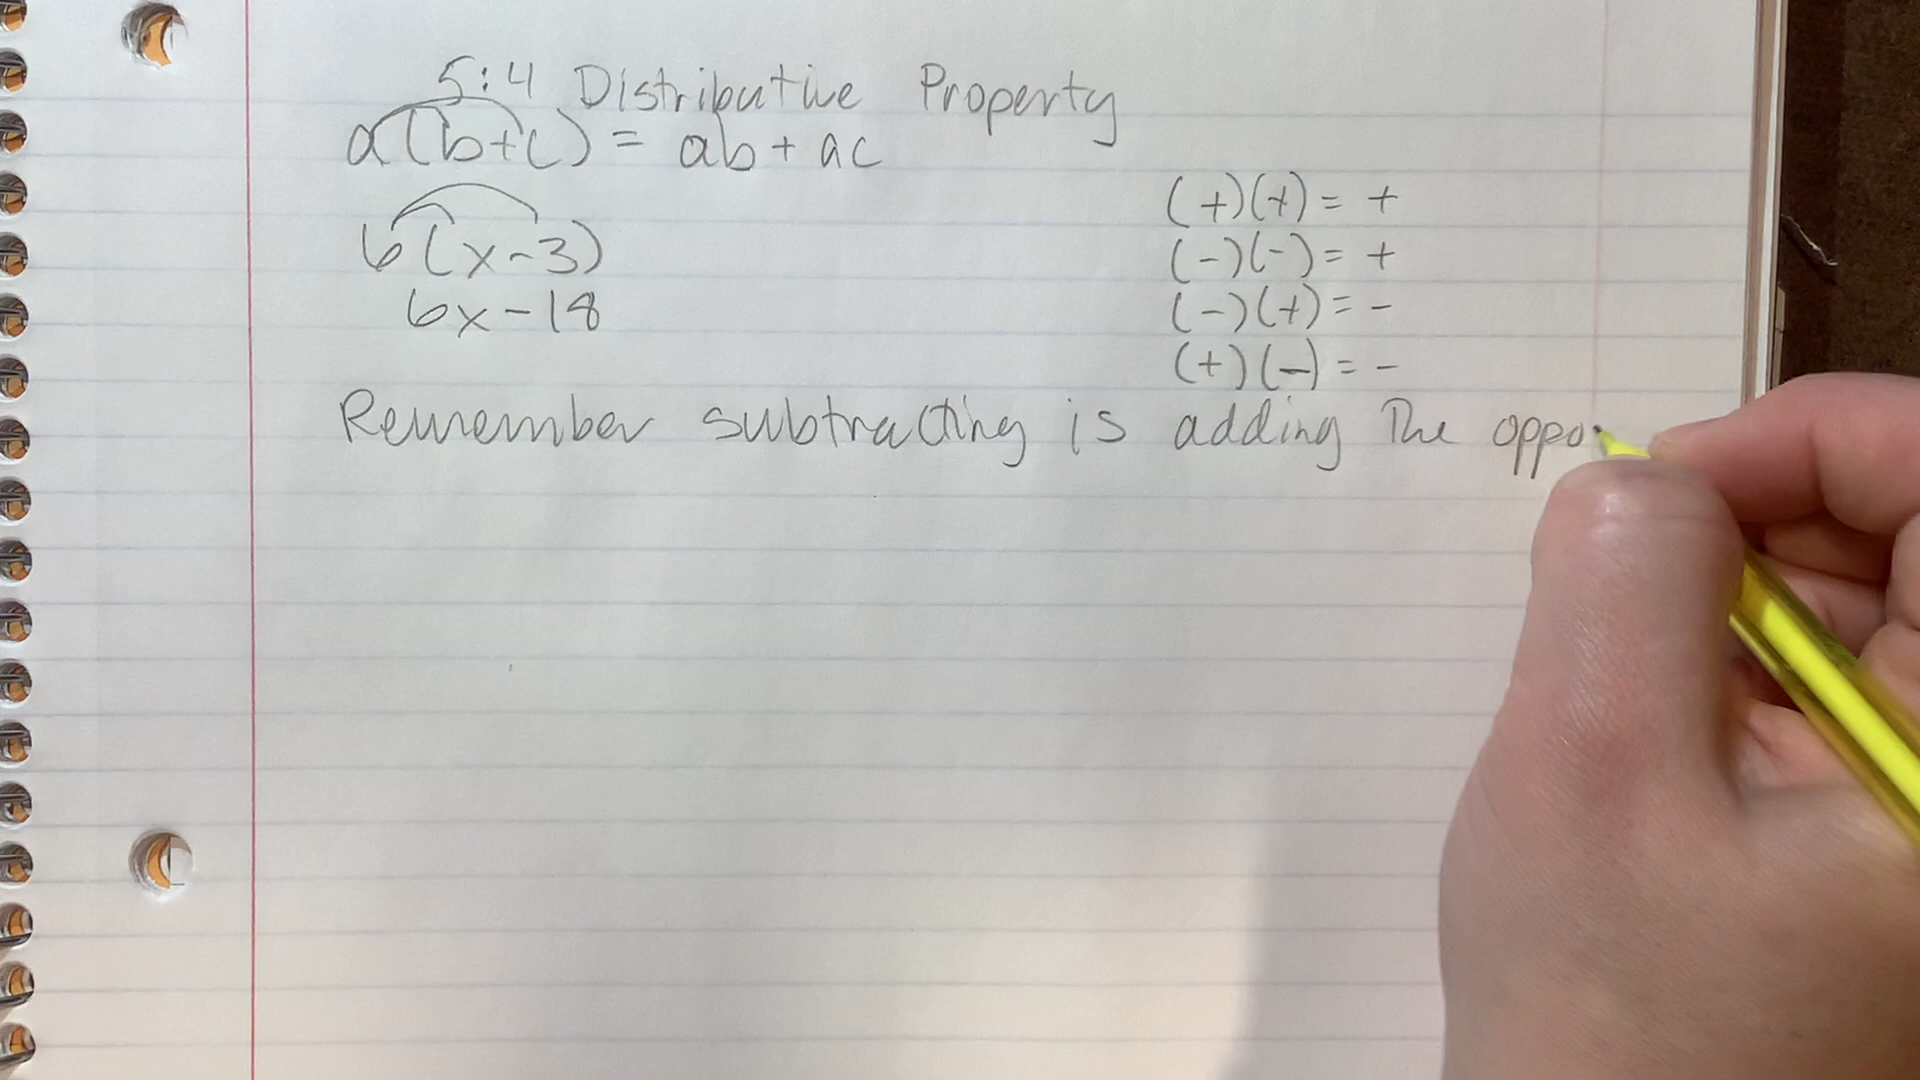 5:4 Distributive Property
a(b+c) = ab + ac
6(x-3)
6x-18
(+)(+) = +
(-)(-) = +
(-)(+) = -
(+)(-) = -
Remember subtracting is adding The oppo